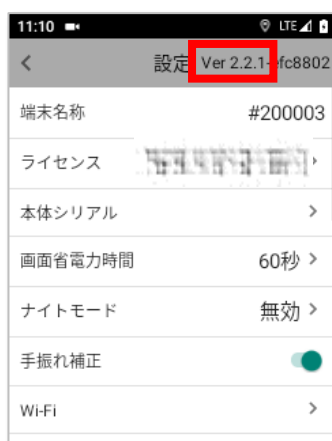 11:10 LTE
設定 Ver 2.2.1-efc8802
端末名称 #200003
ライセンス
本体シリアル
画面省電力時間 60秒
ナイトモード 無効
手振れ補正
Wi-Fi